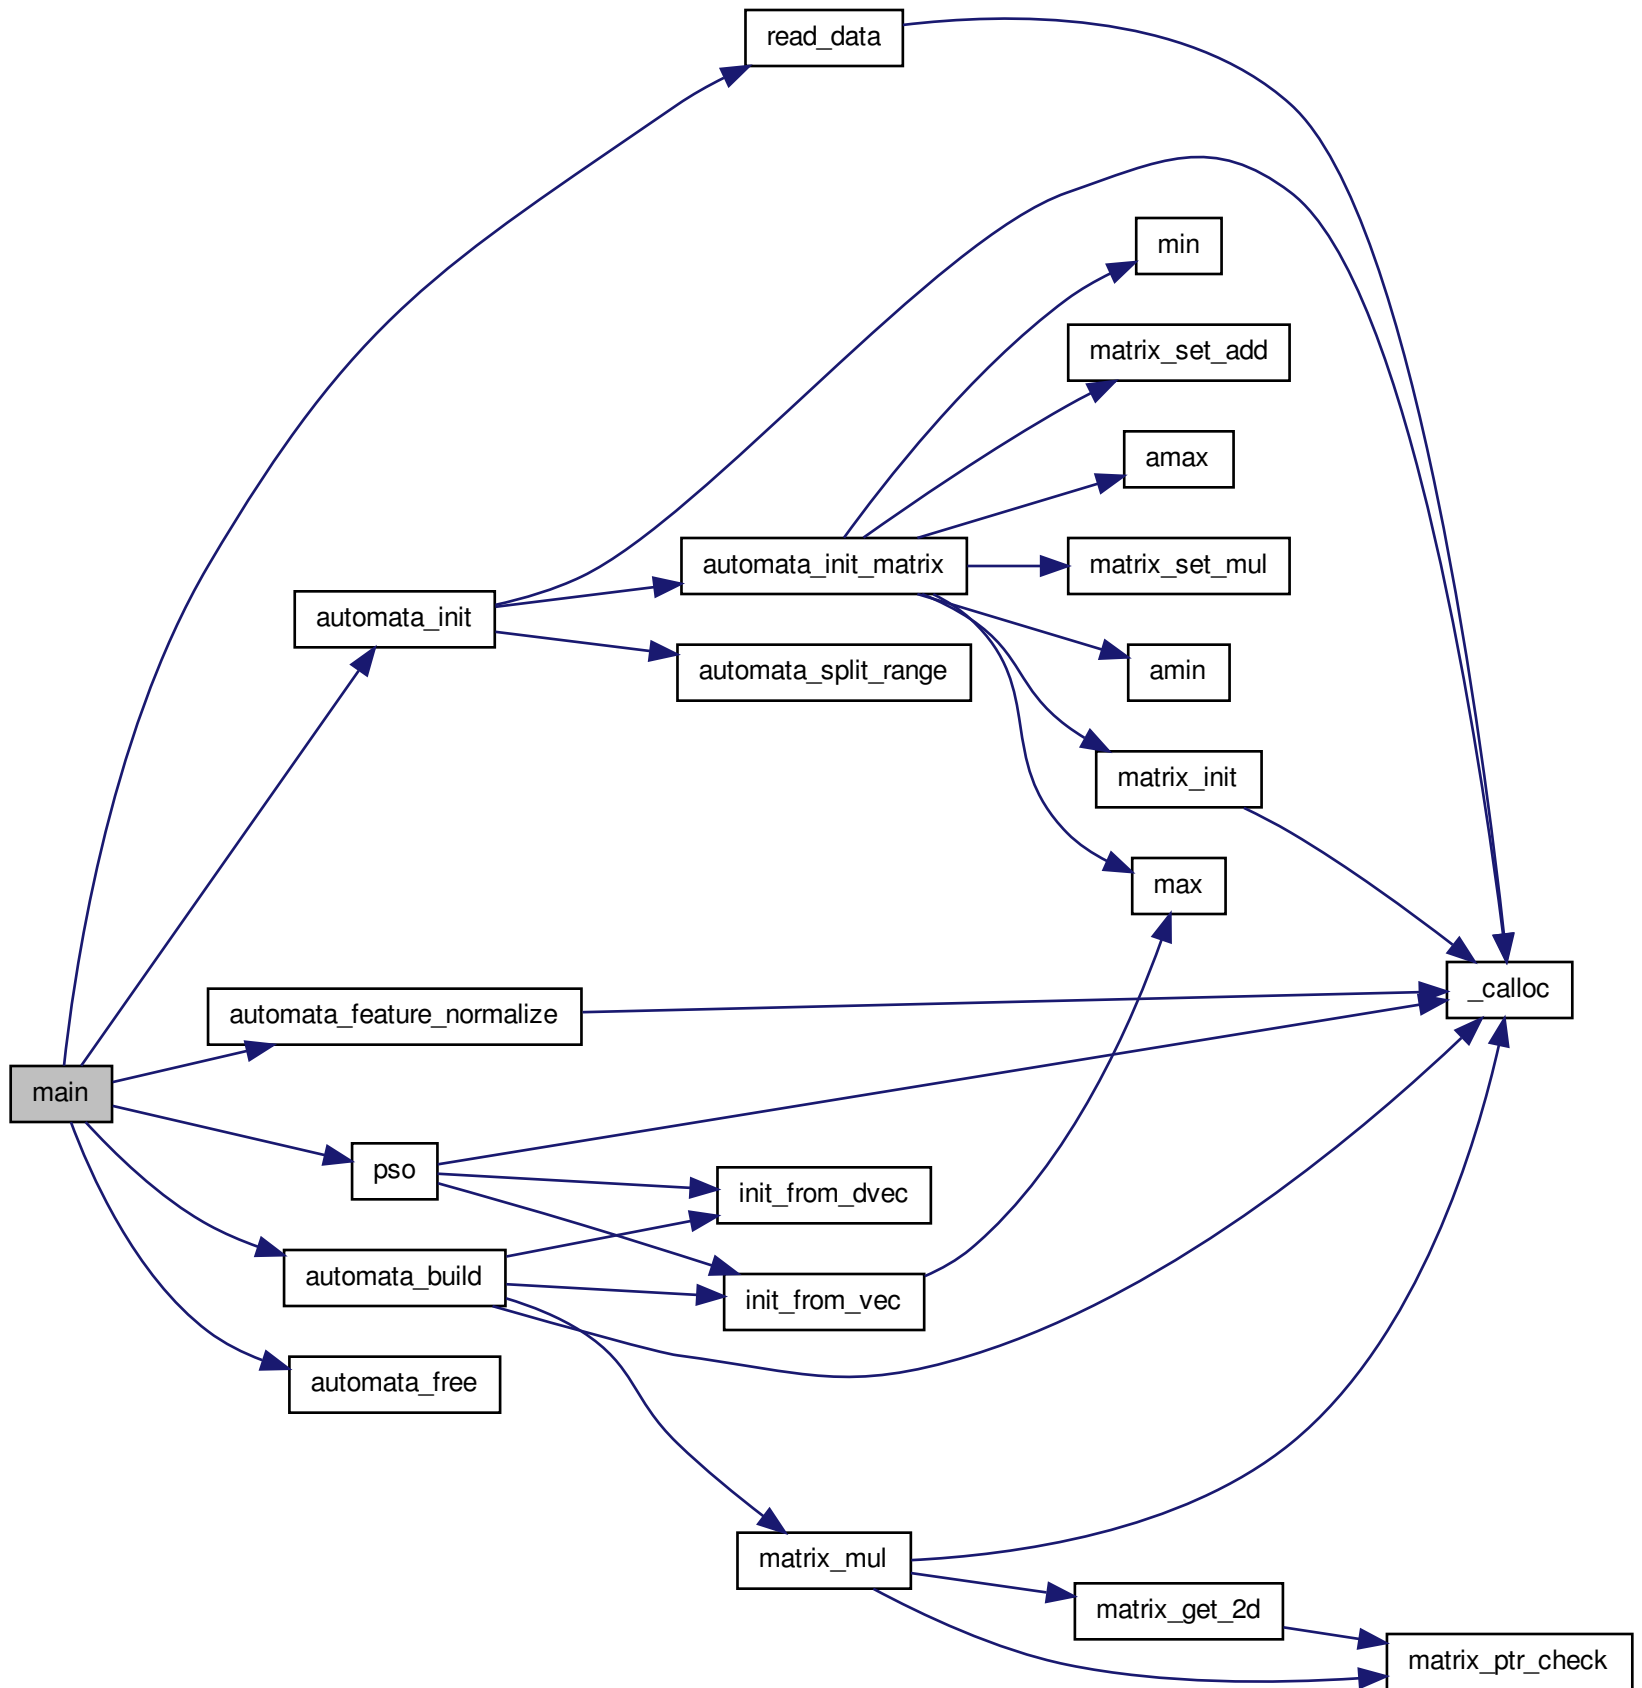 read_data
min
matrix_set_add
amax
automata_init_matrix
matrix_set_mul
automata_init
automata_split_range
amin
matrix_init
max
_calloc
automata_feature_normalize
main
pso
init_from_dvec
automata_build
init_from_vec
automata_free
matrix_mul
matrix_get_2d
matrix_ptr_check